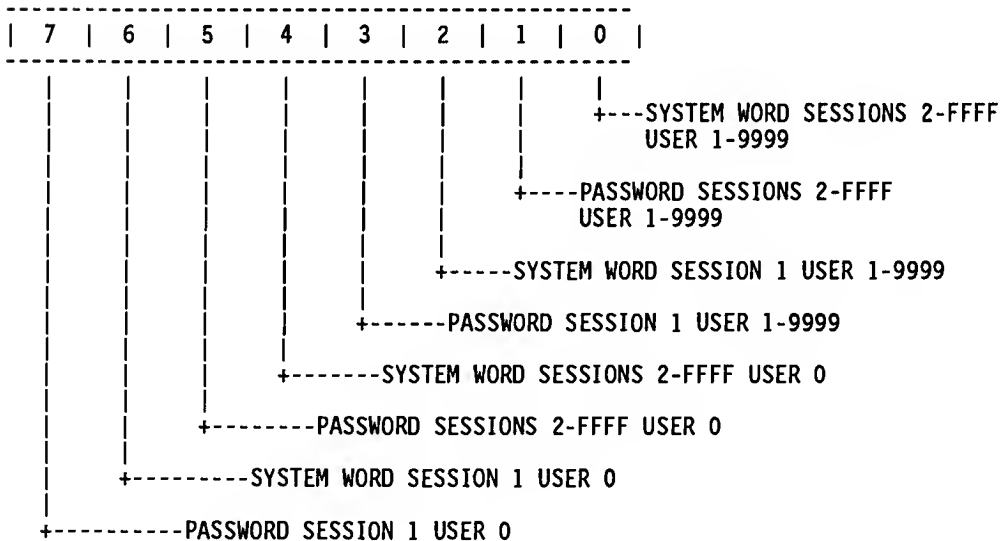 | 7 | 6 | 5 | 4 | 3 | 2 | 1 | 0 |
+---SYSTEM WORD SESSIONS 2-FFFF
USER 1-9999
+----PASSWORD SESSIONS 2-FFFF
USER 1-9999
+-----SYSTEM WORD SESSION 1 USER 1-9999
+------PASSWORD SESSION 1 USER 1-9999
+-------SYSTEM WORD SESSIONS 2-FFFF USER 0
+--------PASSWORD SESSIONS 2-FFFF USER 0
+---------SYSTEM WORD SESSION 1 USER 0
+----------PASSWORD SESSION 1 USER 0